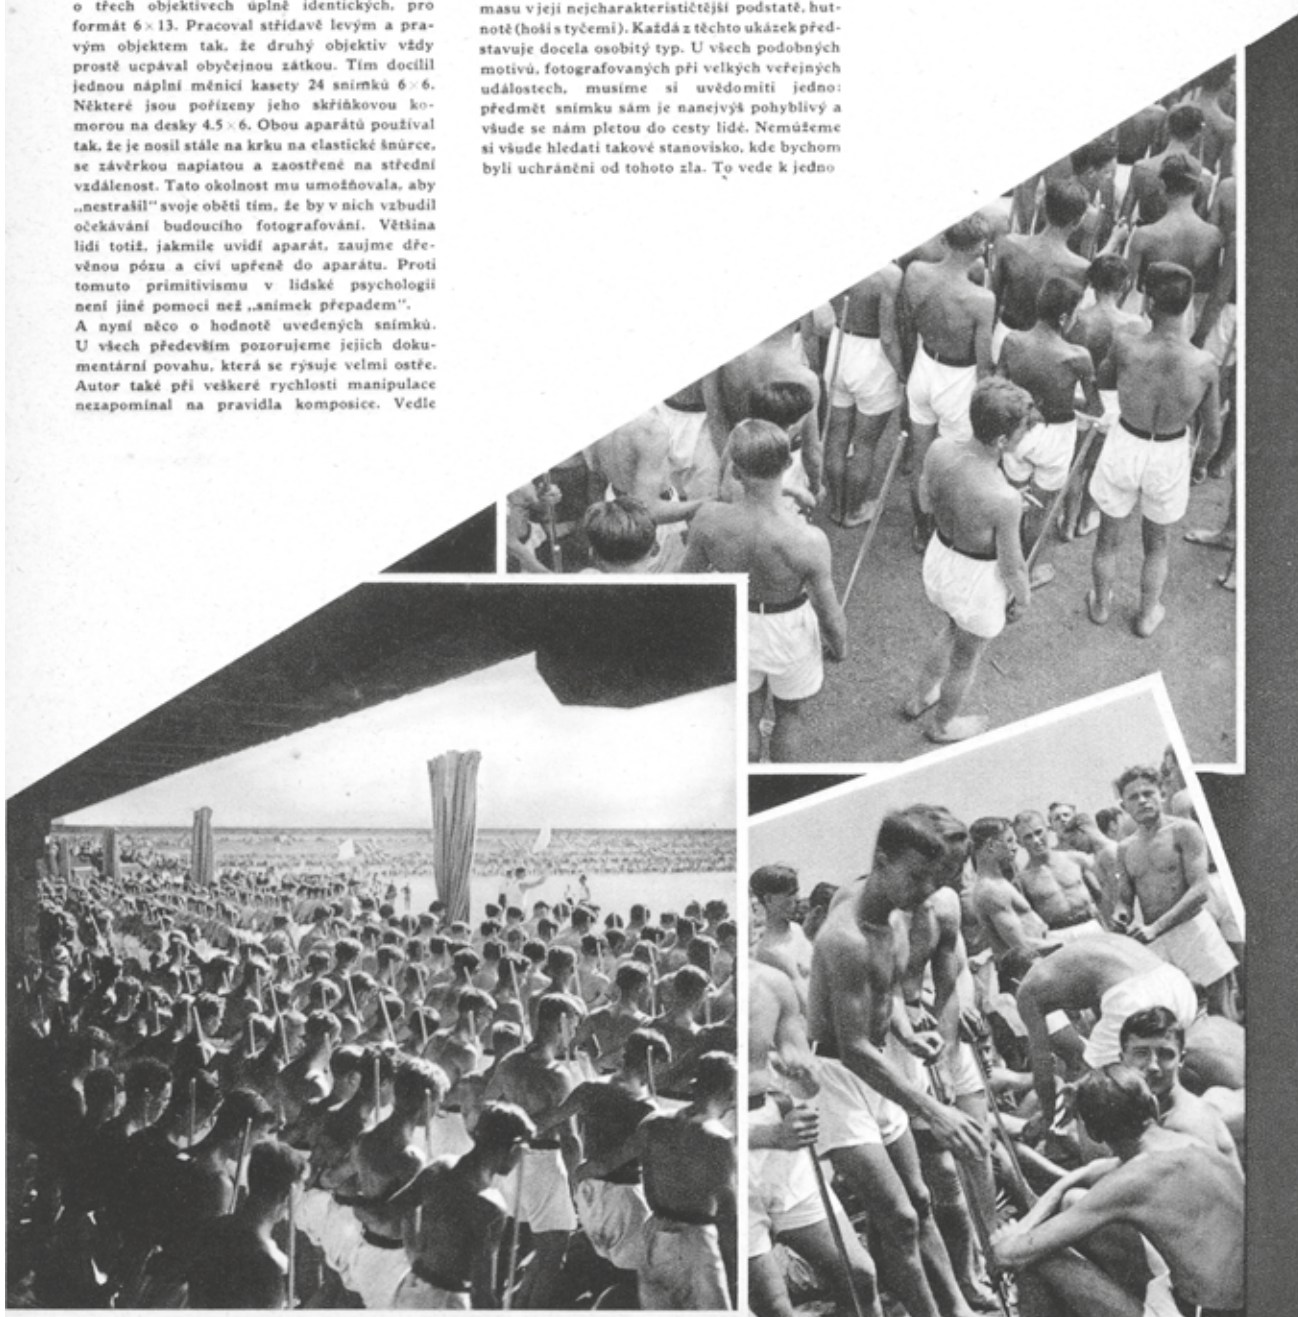 o třech objektivech úplně identických, pro
formát 6×13. Pracoval střídavě levým a pra-
vým objektem tak, že druhý objektiv vždy
prostě ucpával obyčejnou zátkou. Tím docílil
jednou náplní měnicí kasety 24 snímků 6×6.
Některé jsou pořízeny jeho skříňkovou ko-
morou na desky 4.5×6. Obou aparátů používal
tak, že je nosil stále na krku na elastické šnůrce,
se závěrkou napiatou a zaostřené na střední
vzdálenost. Tato okolnost mu umožňovala, aby
„nestrašil“ svoje oběti tím, že by v nich vzbudil
očekávání budoucího fotografování. Většina
lidí totiž, jakmile uvidí aparát, zaujme dře-
věnou pózu a civí upřeně do aparátu. Proti
tomuto primitivismu v lidské psychologii
není jiné pomoci než „snímek přepadem“.
A nyní něco o hodnotě uvedených snímků.
U všech především pozorujeme jejich doku-
mentární povahu, která se rýsuje velmi ostře.
Autor také při veškeré rychlosti manipulace
nezapomínal na pravidla komposice. Vedle
masu v její nejcharakterističtější podstatě, hut-
notě (hoši s tyčemi). Každá z těchto ukázek před-
stavuje docela osobitý typ. U všech podobných
motivů, fotografovaných při velkých veřejných
událostech, musíme si uvědomiti jedno:
předmět snímku sám je nanejvýš pohyblivý a
všude se nám pletou do cesty lidé. Nemůžeme
si všude hledati takové stanovisko, kde bychom
byli uchráněni od tohoto zla. To vede k jedno